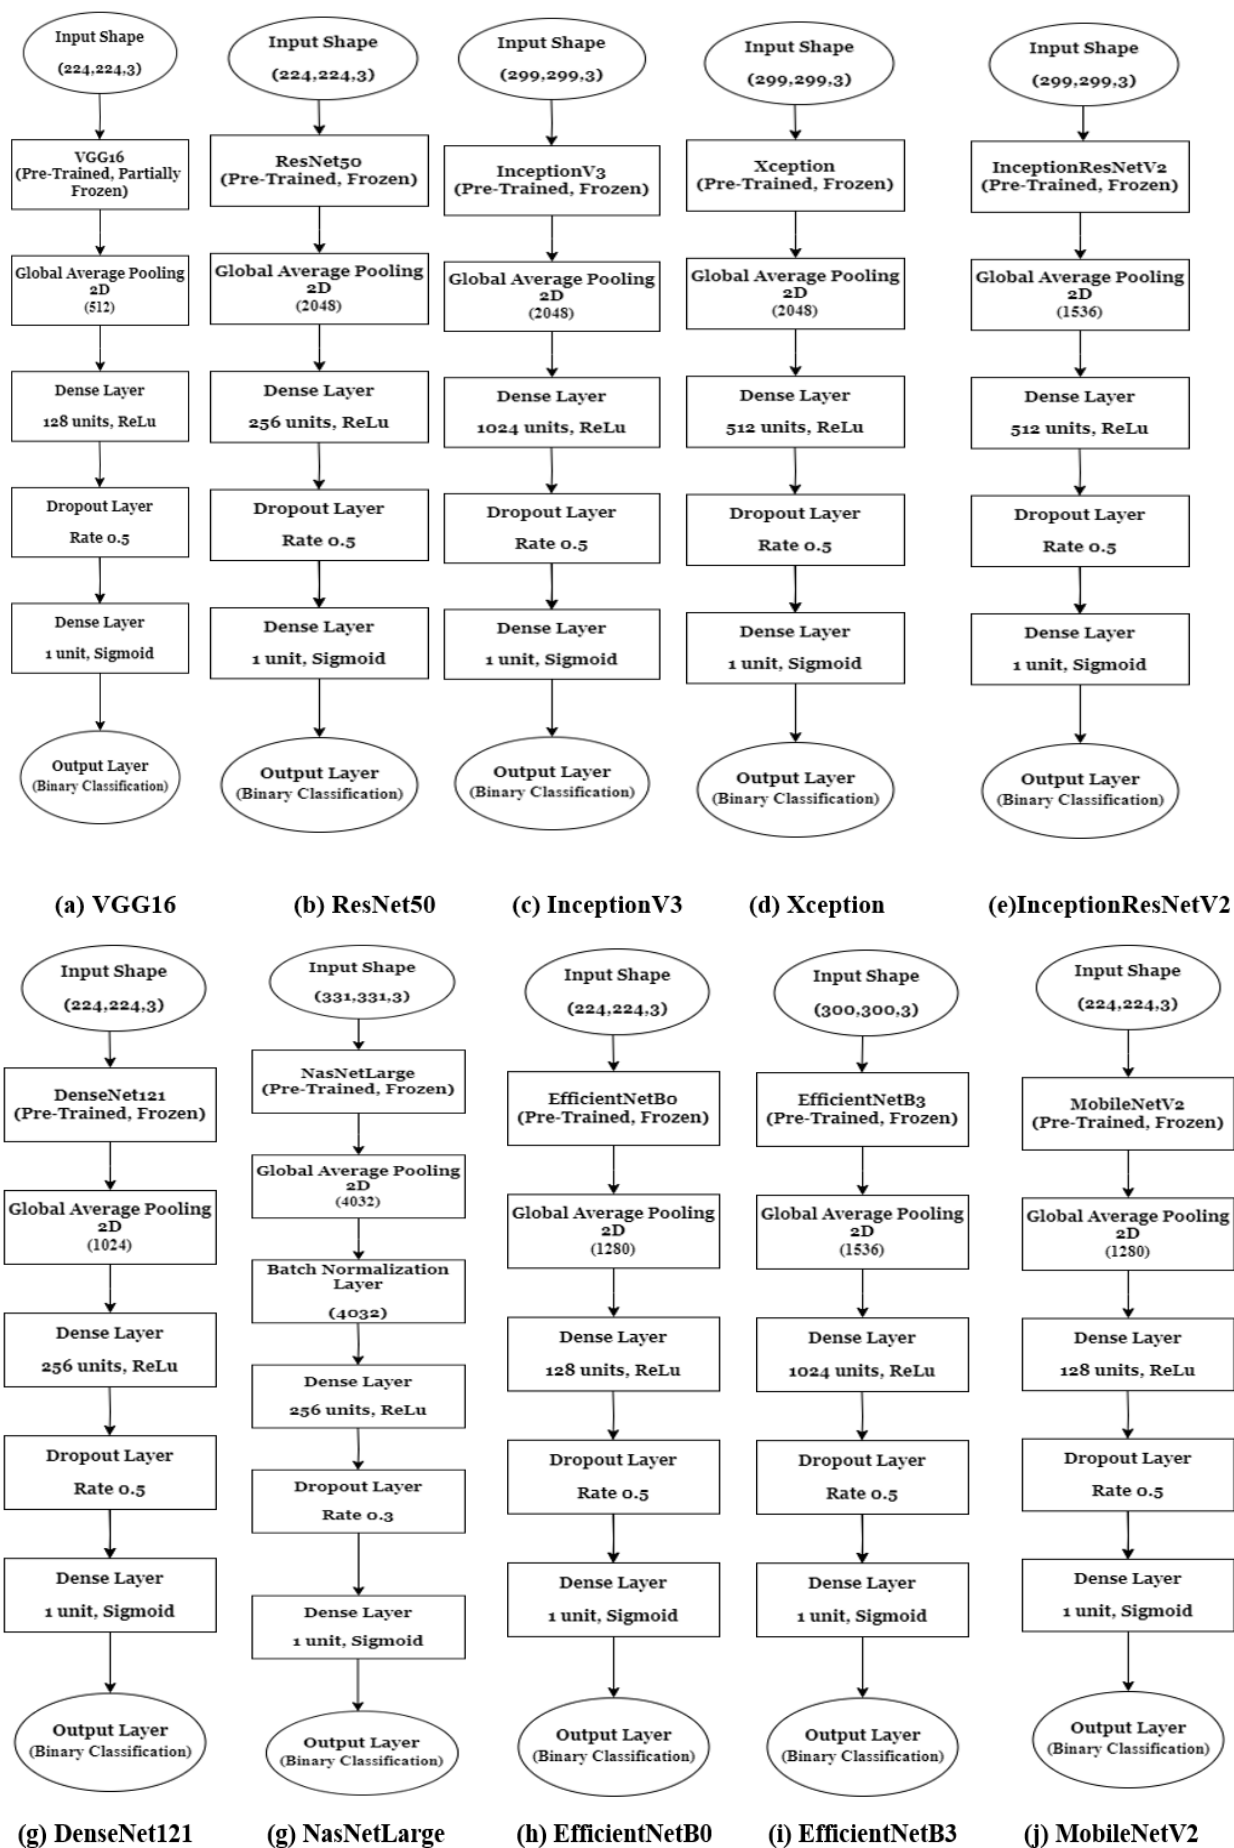 Input Shape
(224,224,3)
VGG16
(Pre-Trained, Partially
Frozen)
Global Average Pooling
2D
(512)
Dense Layer
128 units, ReLu
Dropout Layer
Rate 0.5
Dense Layer
1 unit, Sigmoid
Output Layer
(Binary Classification)
(a) VGG16
Input Shape
(224,224,3)
ResNet50
(Pre-Trained, Frozen)
Global Average Pooling
2D
(2048)
Dense Layer
256 units, ReLu
Dropout Layer
Rate 0.5
Dense Layer
1 unit, Sigmoid
Output Layer
(Binary Classification)
(b) ResNet50
Input Shape
(299,299,3)
InceptionV3
(Pre-Trained, Frozen)
Global Average Pooling
2D
(2048)
Dense Layer
1024 units, ReLu
Dropout Layer
Rate 0.5
Dense Layer
1 unit, Sigmoid
Output Layer
(Binary Classification)
(c) InceptionV3
Input Shape
(299,299,3)
Xception
(Pre-Trained, Frozen)
Global Average Pooling
2D
(2048)
Dense Layer
512 units, ReLu
Dropout Layer
Rate 0.5
Dense Layer
1 unit, Sigmoid
Output Layer
(Binary Classification)
(d) Xception
Input Shape
(299,299,3)
InceptionResNetV2
(Pre-Trained, Frozen)
Global Average Pooling
2D
(1536)
Dense Layer
512 units, ReLu
Dropout Layer
Rate 0.5
Dense Layer
1 unit, Sigmoid
Output Layer
(Binary Classification)
(e)InceptionResNetV2
Input Shape
(224,224,3)
DenseNet121
(Pre-Trained, Frozen)
Global Average Pooling
2D
(1024)
Dense Layer
256 units, ReLu
Dropout Layer
Rate 0.5
Dense Layer
1 unit, Sigmoid
Output Layer
(Binary Classification)
(g) DenseNet121
Input Shape
(331,331,3)
NasNetLarge
(Pre-Trained, Frozen)
Global Average Pooling
2D
(4032)
Batch Normalization
Layer
(4032)
Dense Layer
256 units, ReLu
Dropout Layer
Rate 0.3
Dense Layer
1 unit, Sigmoid
Output Layer
(Binary Classification)
(g) NasNetLarge
Input Shape
(224,224,3)
EfficientNetB0
(Pre-Trained, Frozen)
Global Average Pooling
2D
(1280)
Dense Layer
128 units, ReLu
Dropout Layer
Rate 0.5
Dense Layer
1 unit, Sigmoid
Output Layer
(Binary Classification)
(h) EfficientNetB0
Input Shape
(300,300,3)
EfficientNetB3
(Pre-Trained, Frozen)
Global Average Pooling
2D
(1536)
Dense Layer
1024 units, ReLu
Dropout Layer
Rate 0.5
Dense Layer
1 unit, Sigmoid
Output Layer
(Binary Classification)
(i) EfficientNetB3
Input Shape
(224,224,3)
MobileNetV2
(Pre-Trained, Frozen)
Global Average Pooling
2D
(1280)
Dense Layer
128 units, ReLu
Dropout Layer
Rate 0.5
Dense Layer
1 unit, Sigmoid
Output Layer
(Binary Classification)
(j) MobileNetV2